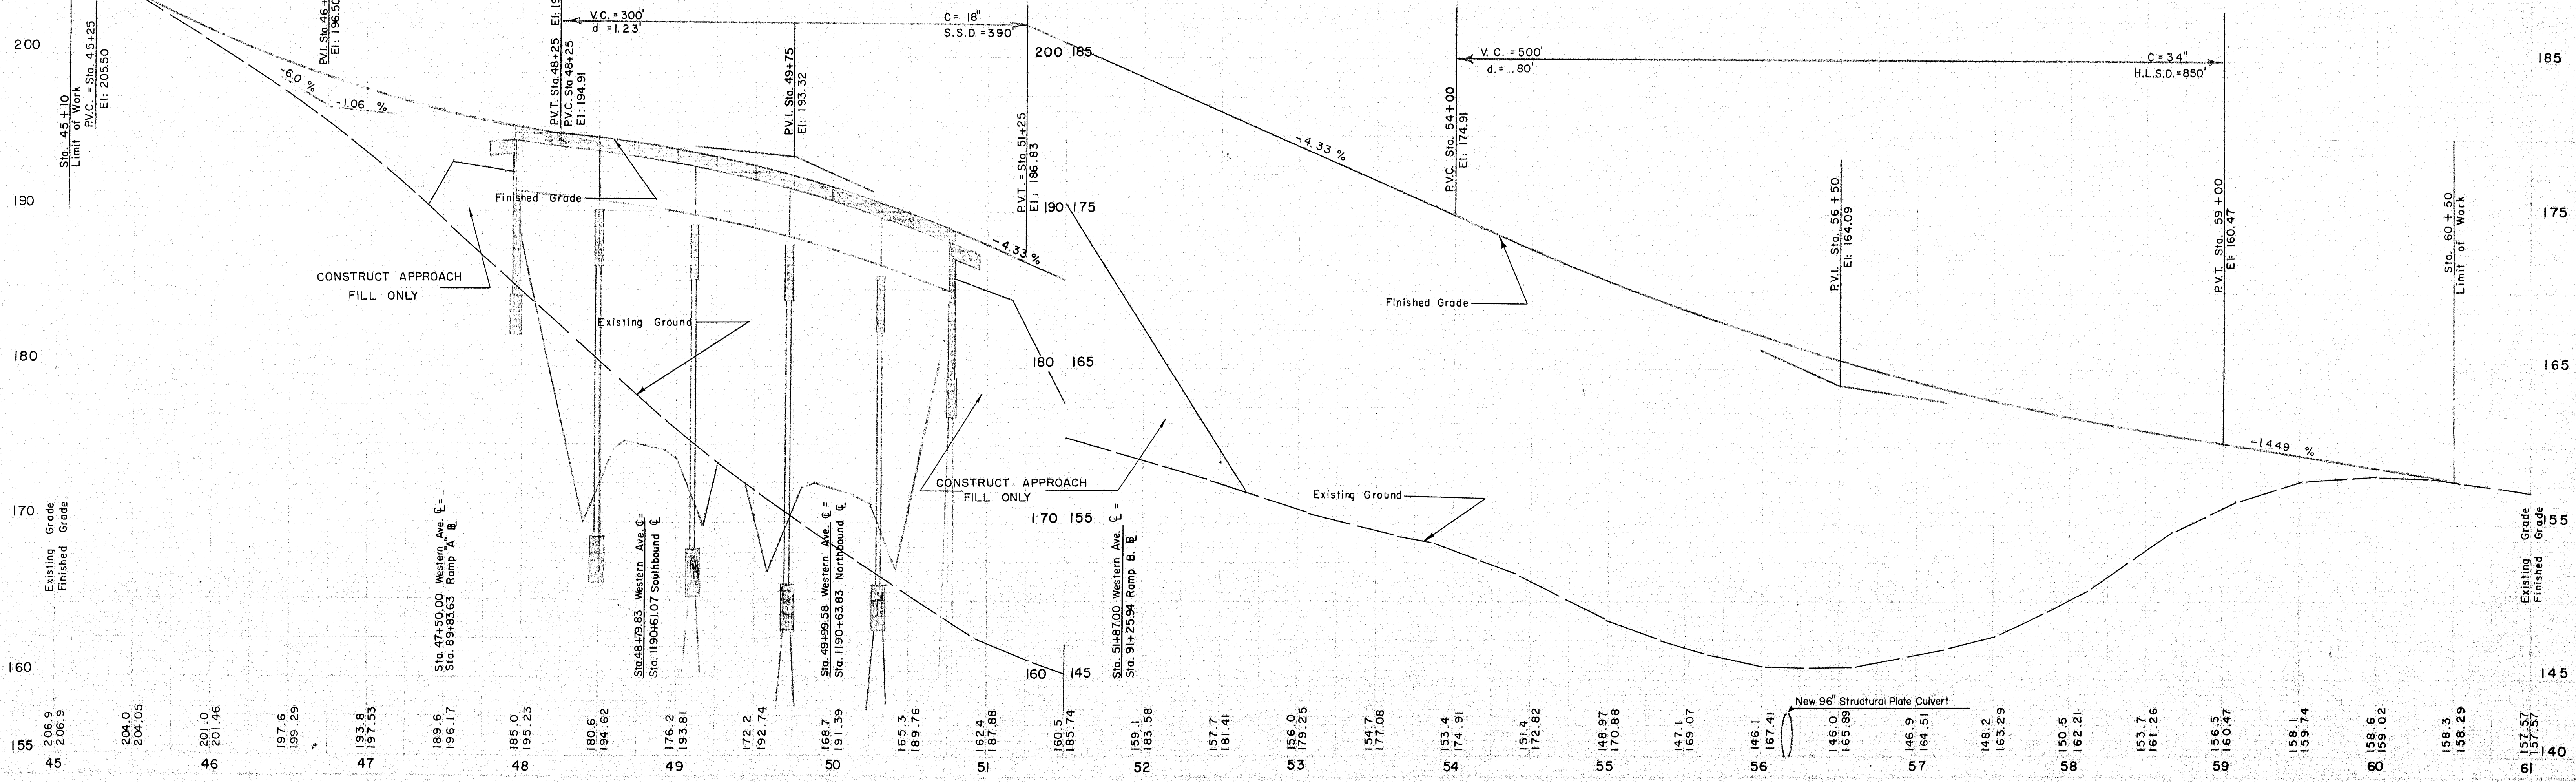 200
190
180
170
160
155
Sta. 45 + 10
Limit of Work
P.V.C. = Sta. 45+25
El: 205.50
P.V.I. Sta. 46+
El: 196.50
-6.0 %
-1.06 %
P.V.T. Sta. 48+25
P.V.C. Sta 48+25
El: 194.91
V.C. = 300'
d = 1.23'
C = 18"
S.S.D. = 390'
P.V.I. Sta. 49+75
El: 193.32
P.V.T. = Sta. 51+25
El: 186.83
-4.33 %
Finished Grade
CONSTRUCT APPROACH
FILL ONLY
Existing Ground
CONSTRUCT APPROACH
FILL ONLY
200 185
190 175
180 165
170 155
160 145
-4.33 %
P.V.C. Sta. 54+00
El: 174.91
V. C. = 500'
d. = 1.80'
C = 34"
H.L.S.D. = 850'
Finished Grade
Existing Ground
P.V.I. Sta. 56 + 50
El: 164.09
P.V.T. Sta. 59 + 00
El: 160.47
-1.449 %
Sta. 60 + 50
Limit of Work
185
175
165
155
145
140
Existing Grade
Finished Grade
Sta. 47+50.00 Western Ave. ℄ =
Sta. 89+83.63 Ramp "A" ℄
Sta. 48+79.83 Western Ave. ℄ =
Sta. 1190+61.07 Southbound ℄
Sta. 49+99.58 Western Ave. ℄ =
Sta. 1190+63.83 Northbound ℄
Sta. 51+87.00 Western Ave. ℄ =
Sta. 91+25.94 Ramp B. ℄
New 96" Structural Plate Culvert
Existing Grade
Finished Grade
206.9
206.9
204.0
204.05
201.0
201.46
197.6
199.29
193.8
197.53
189.6
196.17
185.0
195.23
180.6
194.62
176.2
193.81
172.2
192.74
168.7
191.39
165.3
189.76
162.4
187.88
160.5
185.74
159.1
183.58
157.7
181.41
156.0
179.25
154.7
177.08
153.4
174.91
151.4
172.82
148.97
170.88
147.1
169.07
146.1
167.41
146.0
165.89
146.9
164.51
148.2
163.29
150.5
162.21
153.7
161.26
156.5
160.47
158.1
159.74
158.6
159.02
158.3
158.29
157.57
157.57
45 46 47 48 49 50 51 52 53 54 55 56 57 58 59 60 61